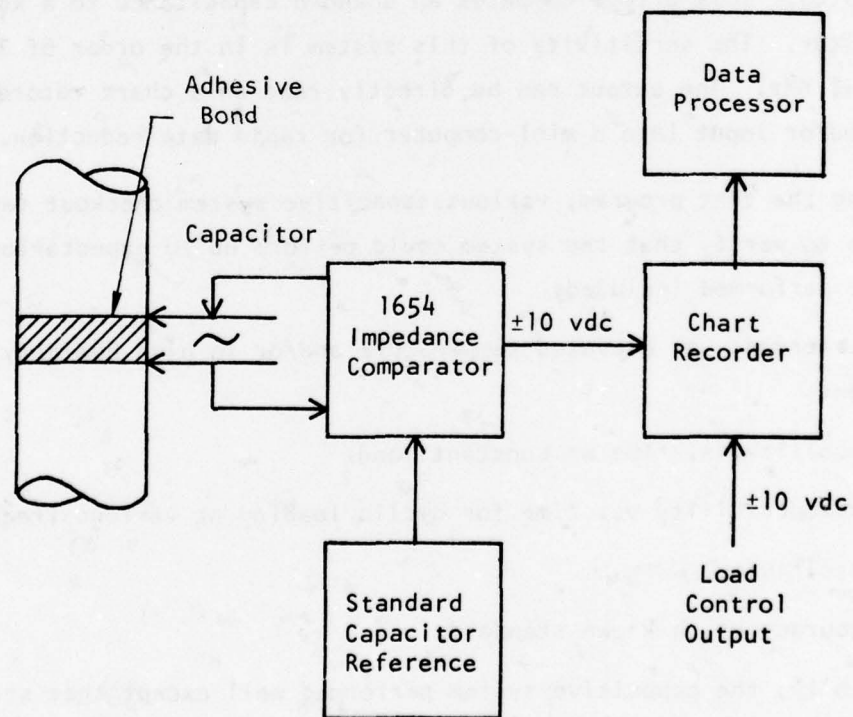 Adhesive
Bond
Capacitor
~
1654
Impedance
Comparator
±10 vdc
Data
Processor
Chart
Recorder
±10 vdc
Load
Control
Output
Standard
Capacitor
Reference